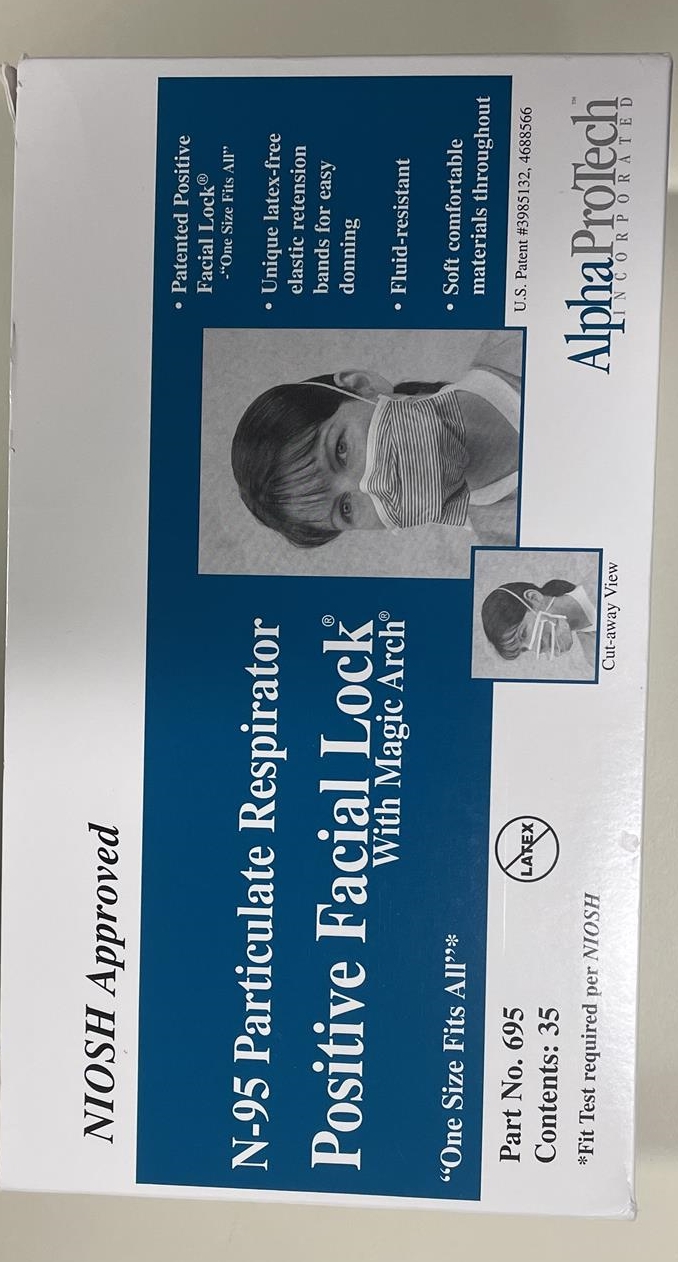 NIOSH Approved
N-95 Particulate Respirator
Positive Facial Lock®
With Magic Arch®
"One Size Fits All"*
• Patented Positive
Facial Lock®
-"One Size Fits All"
• Unique latex-free
elastic retension
bands for easy
donning
• Fluid-resistant
• Soft comfortable
materials throughout
U.S. Patent #3985132, 4688566
Part No. 695
Contents: 35
*Fit Test required per NIOSH
LATEX
Cut-away View
AlphaProTech™
INCORPORATED